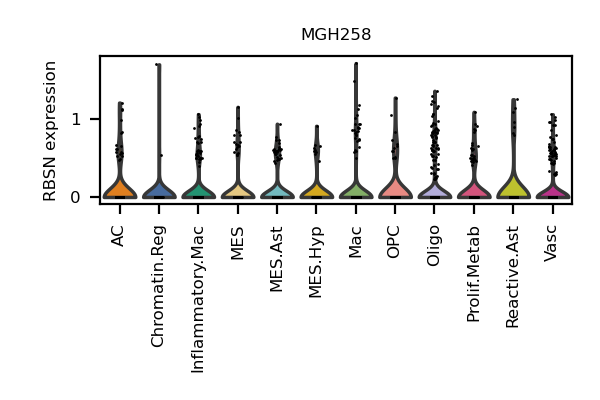 MGH258
RBSN expression
1
0
AC
Chromatin.Reg
Inflammatory.Mac
MES
MES.Ast
MES.Hyp
Mac
OPC
Oligo
Prolif.Metab
Reactive.Ast
Vasc